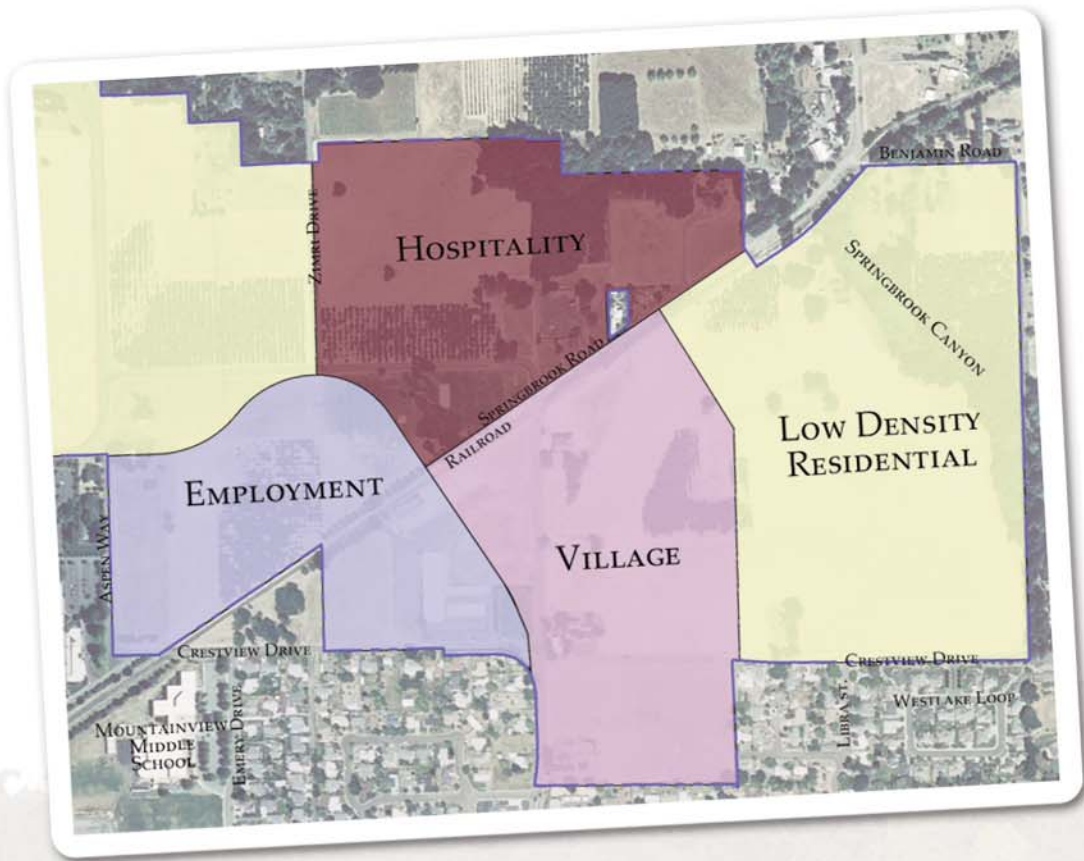 Benjamin Road
Zimri Drive
Hospitality
Springbrook Canyon
Springbrook Road
Railroad
Low Density
Residential
Employment
Village
Aspen Way
Crestview Drive
Crestview Drive
Libra St.
Westlake Loop
Mountainview
Middle
School
Emery Drive